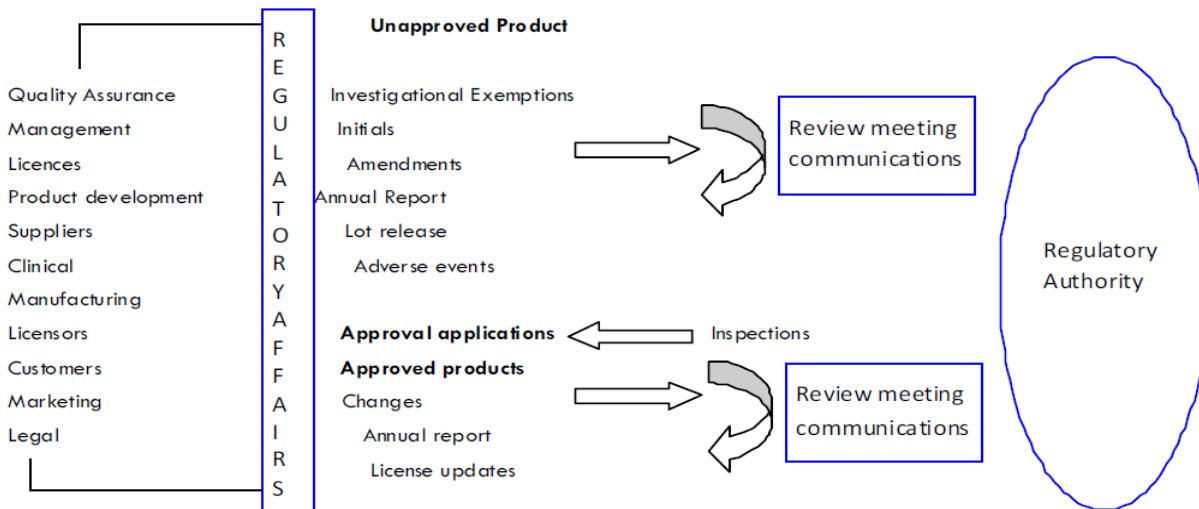 Unapproved Product
Quality Assurance
Management
Licences
Product development
Suppliers
Clinical
Manufacturing
Licensors
Customers
Marketing
Legal
R
E
G
U
L
A
T
O
R
Y
A
F
F
A
I
R
S
Investigational Exemptions
Initials
Amendments
Annual Report
Lot release
Adverse events
Review meeting
communications
Approval applications
Inspections
Approved products
Changes
Annual report
License updates
Review meeting
communications
Regulatory
Authority